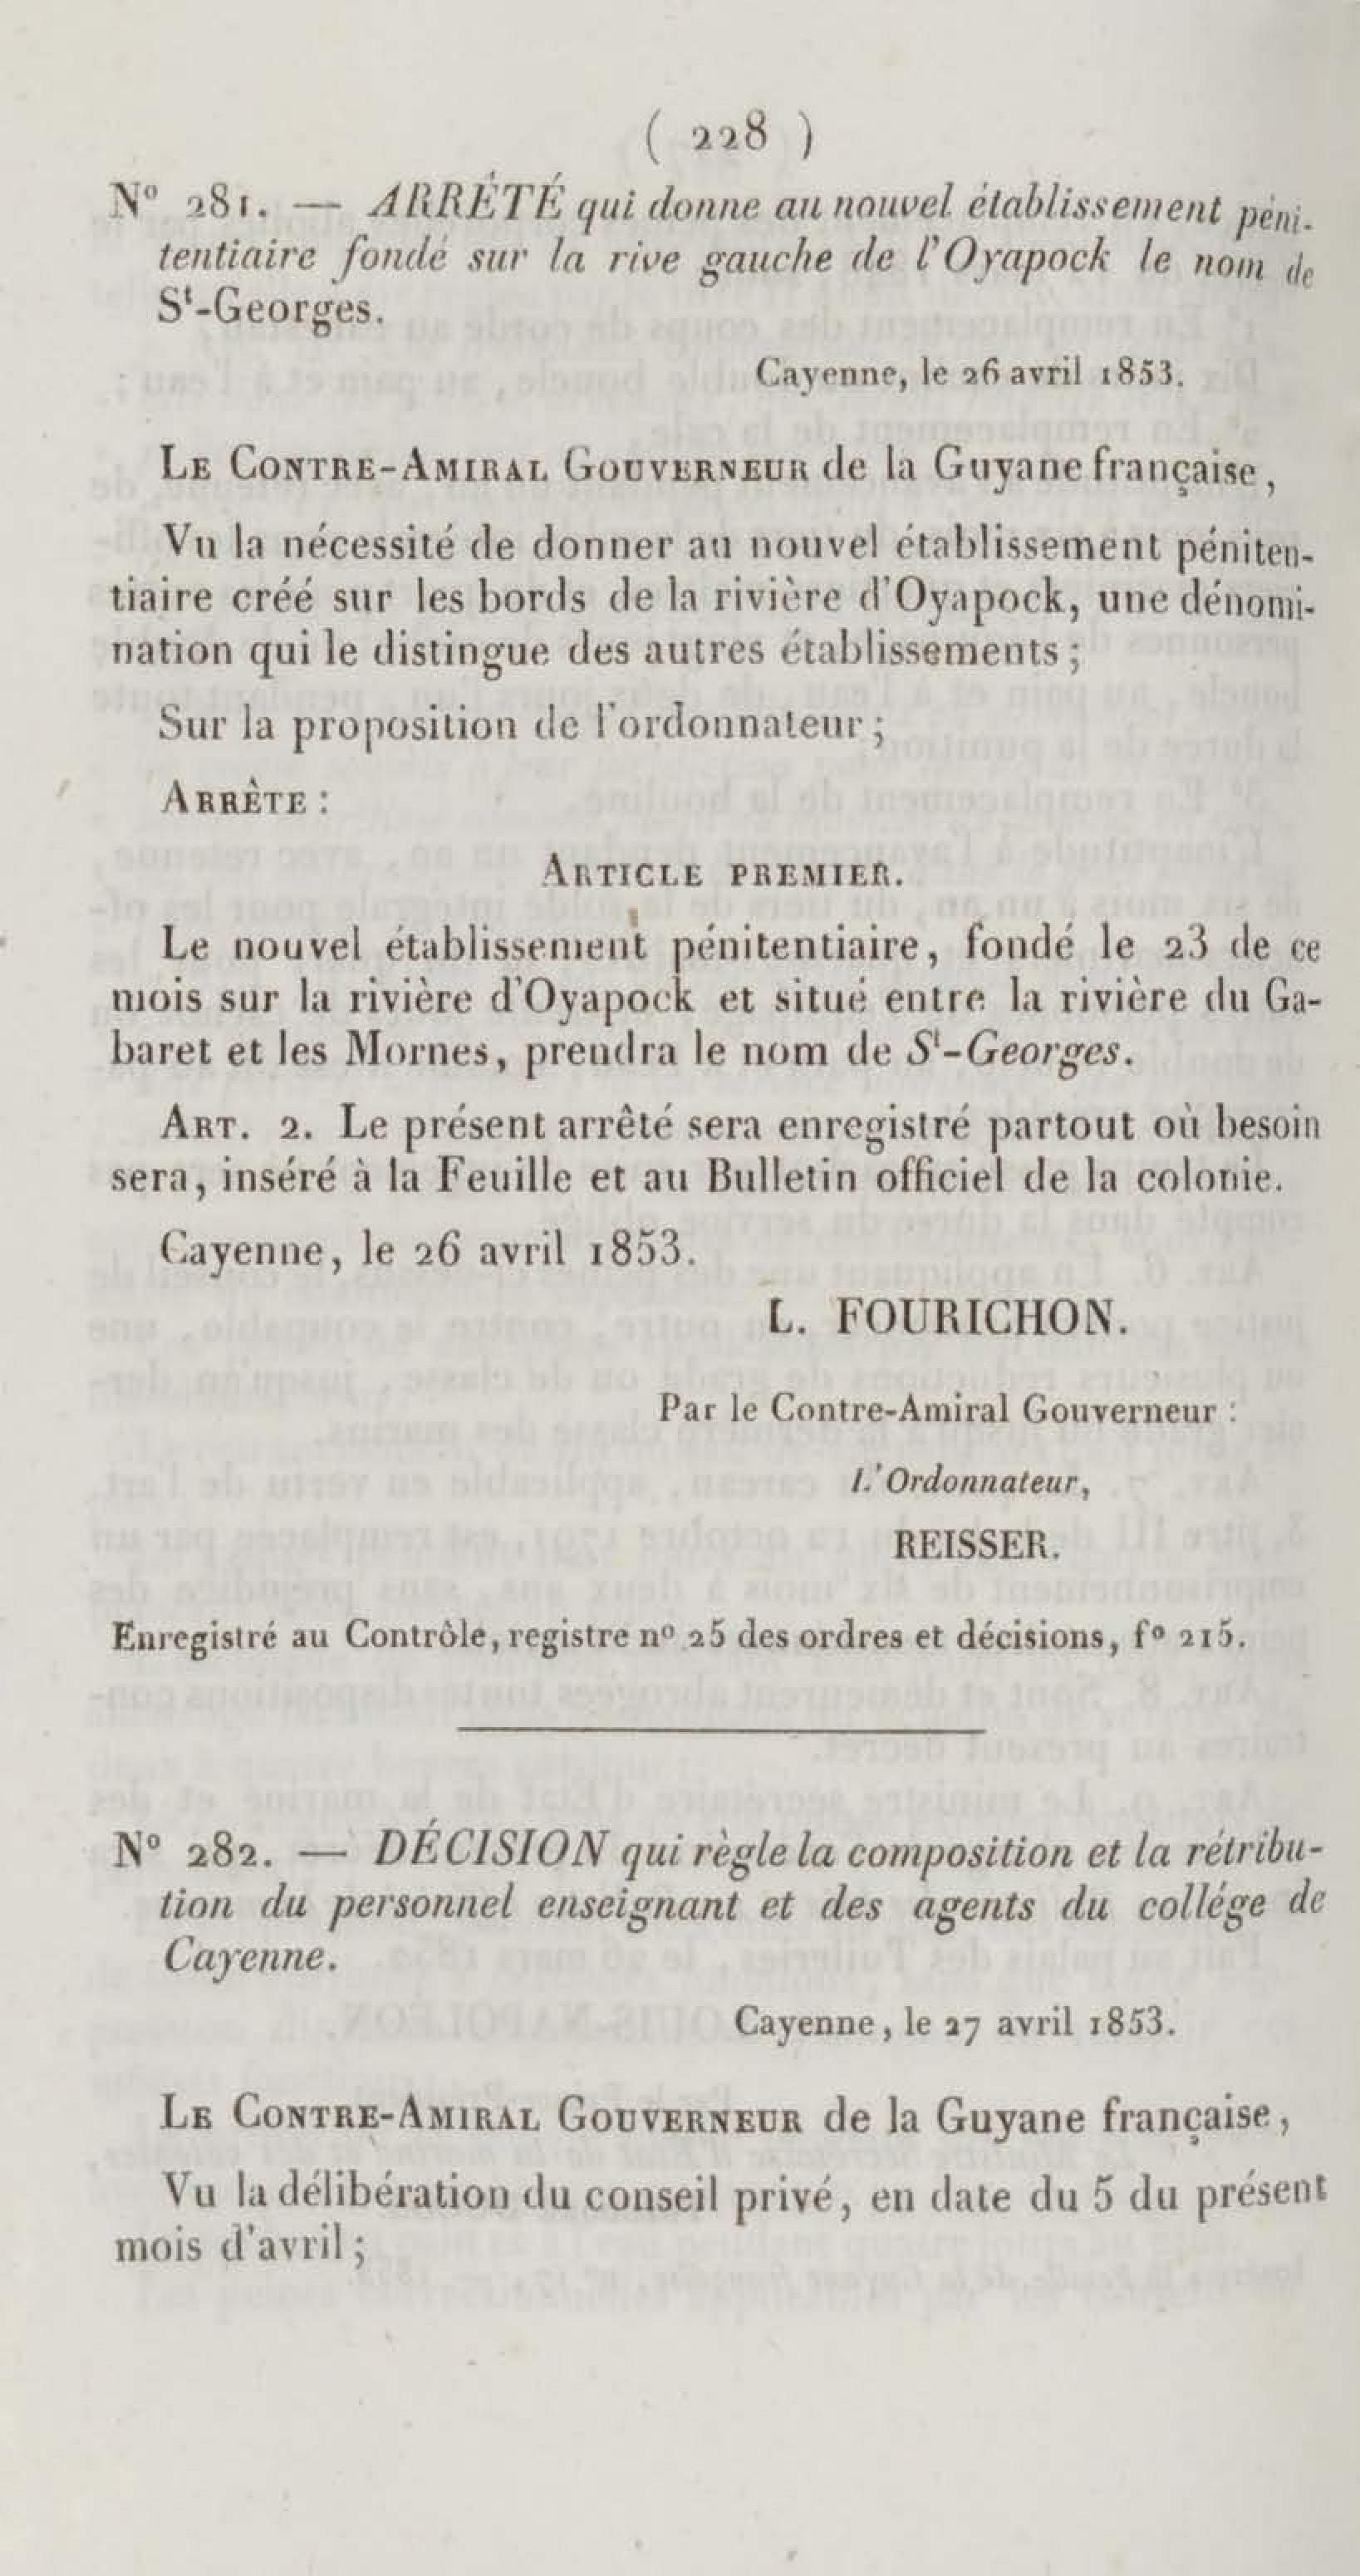 ( 228 )
N° 281. — ARRÊTÉ qui donne au nouvel établissement péni-
tentiaire fondé sur la rive gauche de l'Oyapock le nom de
St-Georges.
Cayenne, le 26 avril 1853.
LE CONTRE-AMIRAL GOUVERNEUR de la Guyane française,
Vu la nécessité de donner au nouvel établissement péniten-
tiaire créé sur les bords de la rivière d'Oyapock, une dénomi-
nation qui le distingue des autres établissements;
Sur la proposition de l'ordonnateur;
ARRÊTE :
ARTICLE PREMIER.
Le nouvel établissement pénitentiaire, fondé le 23 de ce
mois sur la rivière d'Oyapock et situé entre la rivière du Ga-
baret et les Mornes, prendra le nom de St-Georges.
ART. 2. Le présent arrêté sera enregistré partout où besoin
sera, inséré à la Feuille et au Bulletin officiel de la colonie.
Cayenne, le 26 avril 1853.
L. FOURICHON.
Par le Contre-Amiral Gouverneur :
L'Ordonnateur,
REISSER.
Enregistré au Contrôle, registre n° 25 des ordres et décisions, f° 215.
N° 282. — DÉCISION qui règle la composition et la rétribu-
tion du personnel enseignant et des agents du collége de
Cayenne.
Cayenne, le 27 avril 1853.
LE CONTRE-AMIRAL GOUVERNEUR de la Guyane française,
Vu la délibération du conseil privé, en date du 5 du présent
mois d'avril;